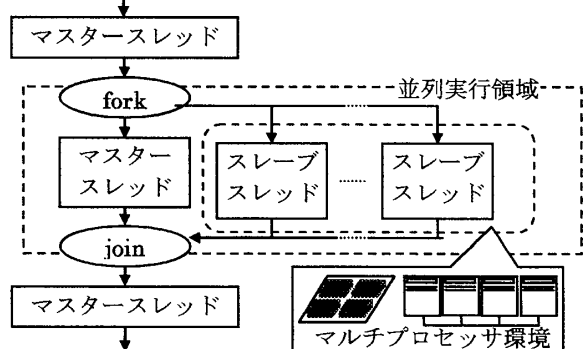 マスタースレッド
fork
並列実行領域
マスター
スレッド
スレーブ
スレッド
……
スレーブ
スレッド
join
マスタースレッド
マルチプロセッサ環境